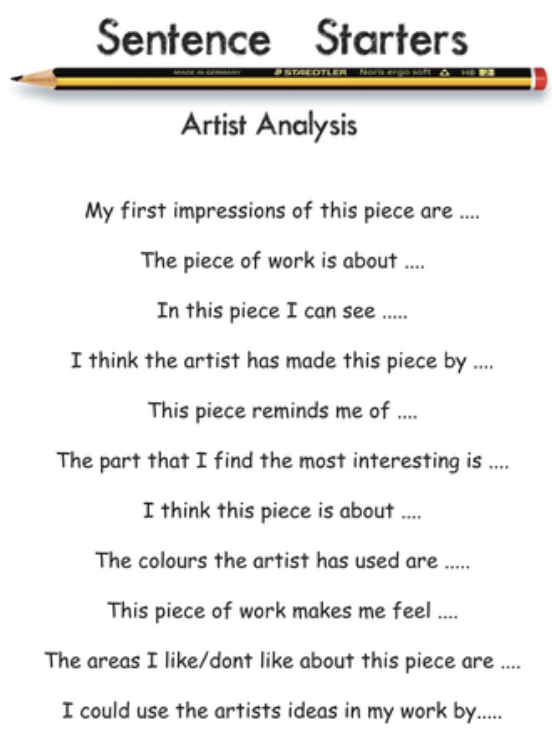 Sentence Starters
MADE IN GERMANY STAEDTLER Noris ergo soft HB 2
Artist Analysis
My first impressions of this piece are ....
The piece of work is about ....
In this piece I can see .....
I think the artist has made this piece by ....
This piece reminds me of ....
The part that I find the most interesting is ....
I think this piece is about ....
The colours the artist has used are .....
This piece of work makes me feel ....
The areas I like/dont like about this piece are ....
I could use the artists ideas in my work by.....